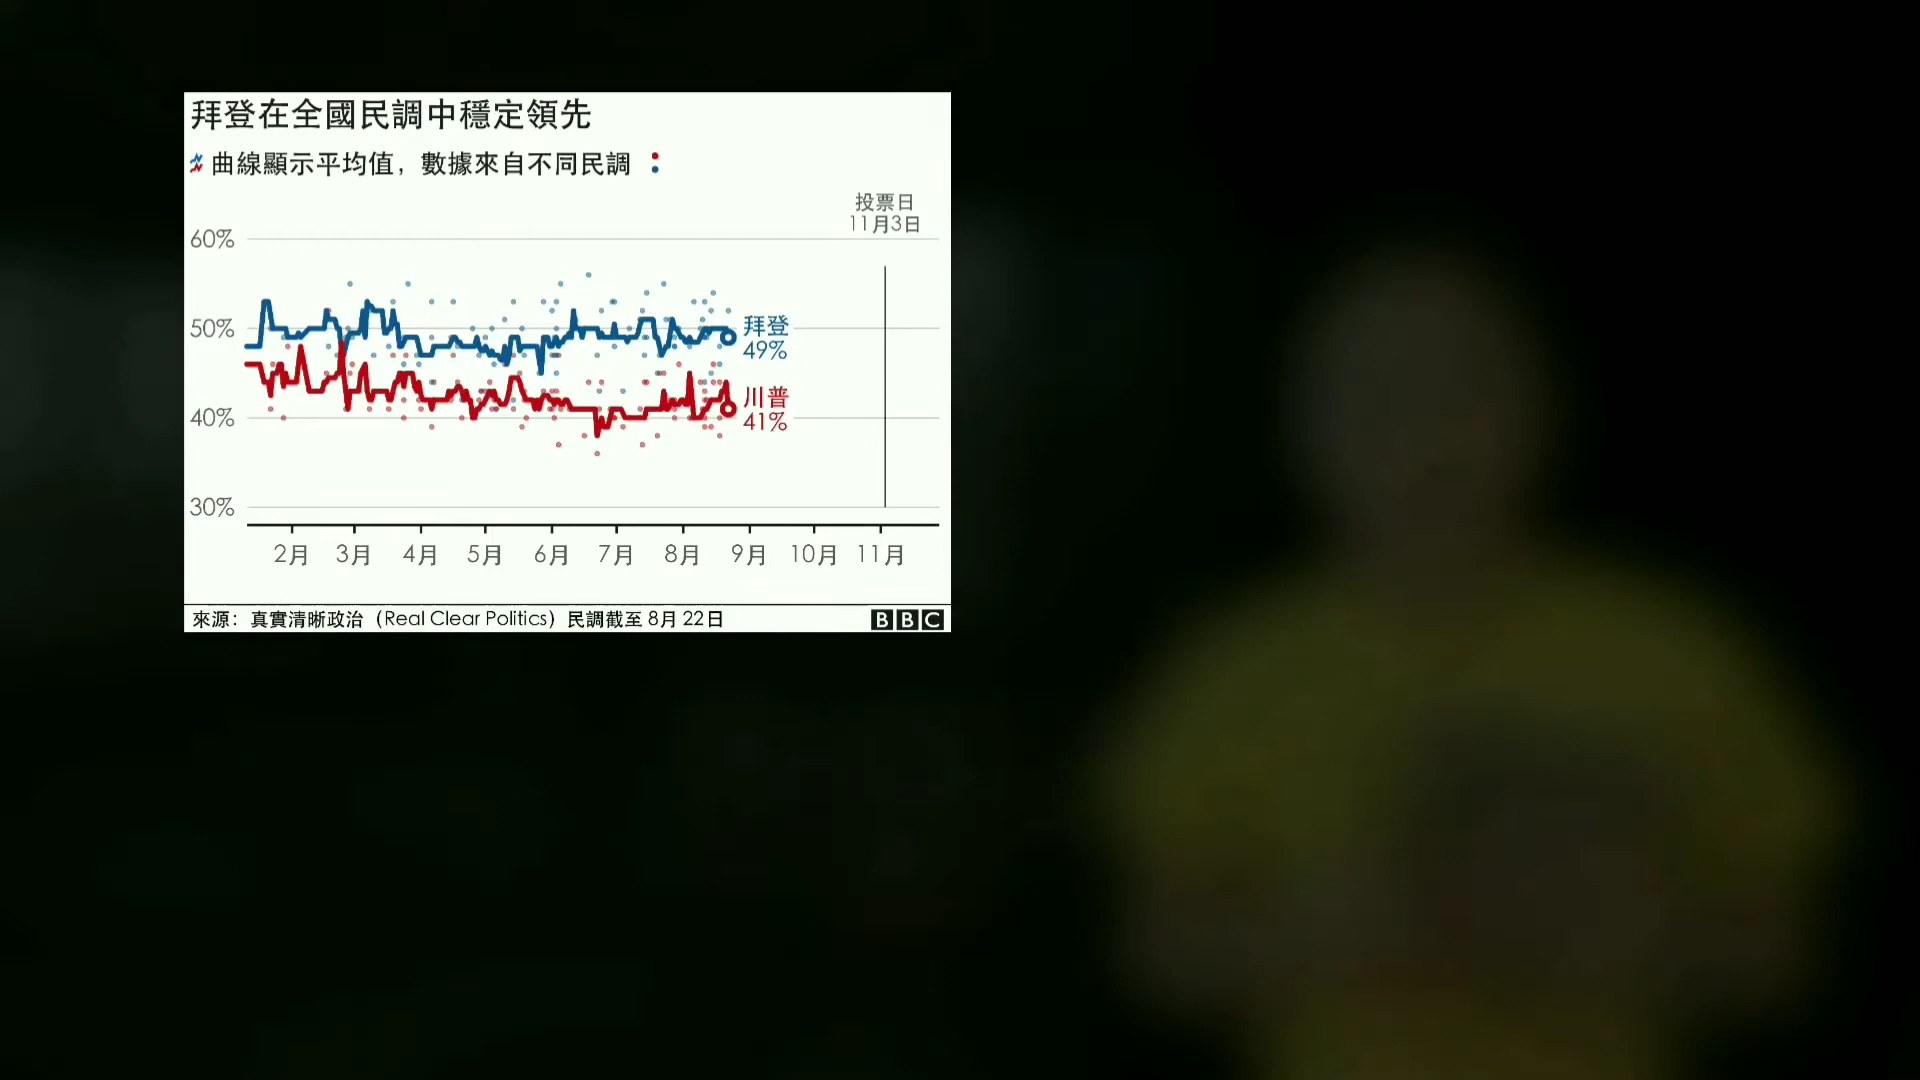 拜登在全國民調中穩定領先
曲線顯示平均值，數據來自不同民調
投票日
11月3日
60%
50%
拜登
49%
川普
41%
40%
30%
2月 3月 4月 5月 6月 7月 8月 9月 10月 11月
來源：真實清晰政治（Real Clear Politics）民調截至 8月 22日
BBC